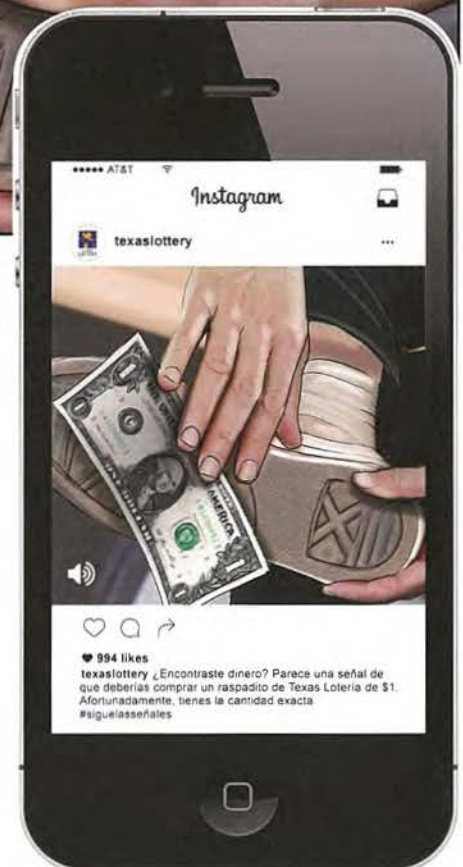 AT&T
Instagram
texaslottery
...
AMERICA
994 likes
texaslottery ¿Encontraste dinero? Parece una señal de
que deberías comprar un raspadito de Texas Lotería de $1.
Afortunadamente, tienes la cantidad exacta
#siguelasseñales